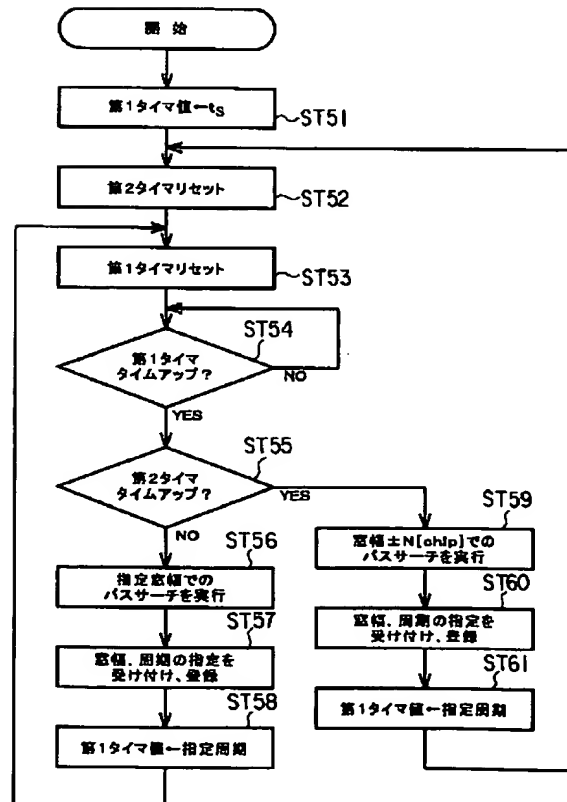 開始
第1タイマ値←tS
ST51
第2タイマリセット
ST52
第1タイマリセット
ST53
ST54
第1タイマ
タイムアップ?
NO
YES
ST55
第2タイマ
タイムアップ?
YES
NO
ST56
指定窓幅での
パスサーチを実行
ST57
窓幅、周期の指定を
受け付け、登録
ST58
第1タイマ値←指定周期
ST59
窓幅±N[chip]での
パスサーチを実行
ST60
窓幅、周期の指定を
受け付け、登録
ST61
第1タイマ値←指定周期